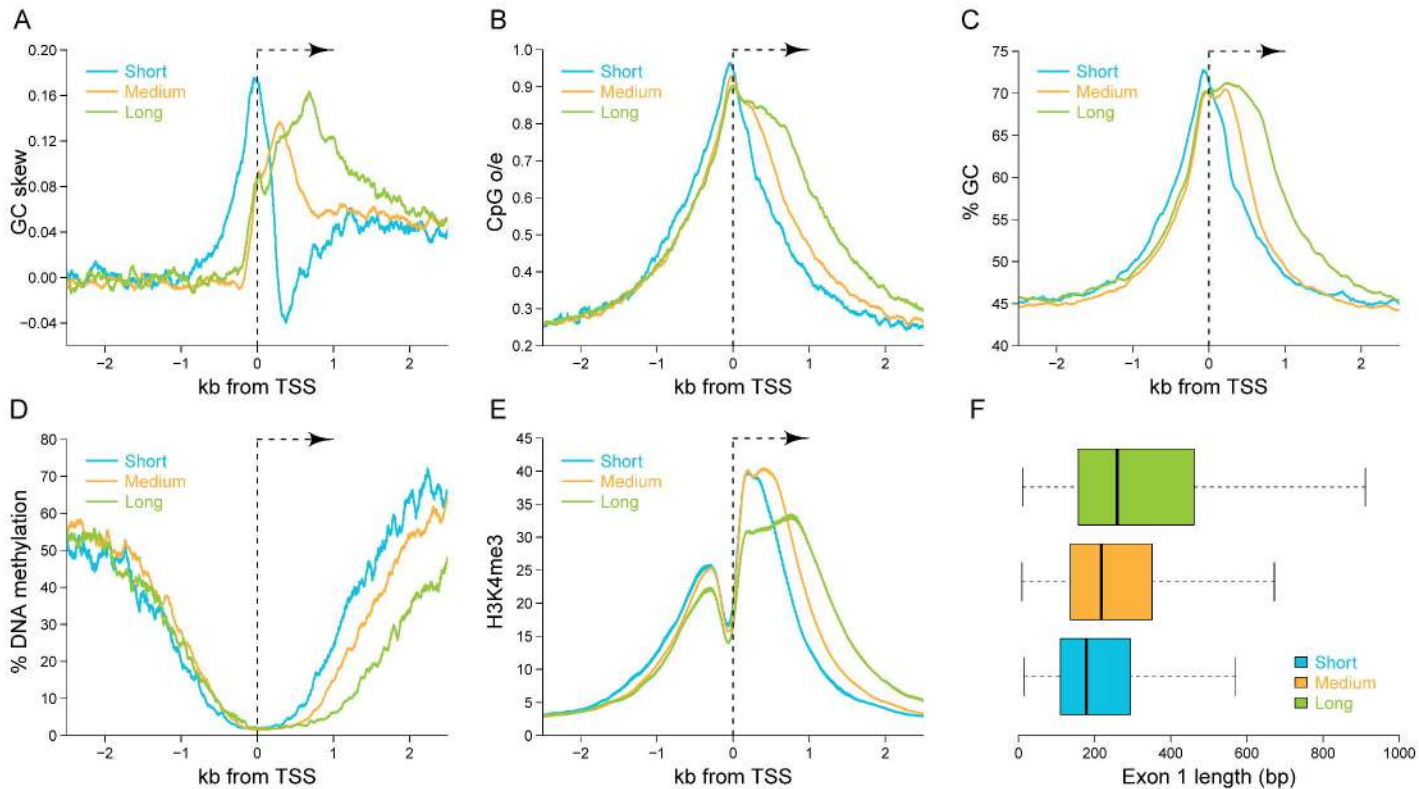 A
GC skew
0.20
0.16
0.12
0.08
0.04
0.00
−0.04
Short
Medium
Long
−2 −1 0 1 2
kb from TSS
B
CpG o/e
1.0
0.9
0.8
0.7
0.6
0.5
0.4
0.3
0.2
Short
Medium
Long
−2 −1 0 1 2
kb from TSS
C
% GC
75
70
65
60
55
50
45
40
Short
Medium
Long
−2 −1 0 1 2
kb from TSS
D
% DNA methylation
80
70
60
50
40
30
20
10
0
Short
Medium
Long
−2 −1 0 1 2
kb from TSS
E
H3K4me3
45
40
35
30
25
20
15
10
5
0
Short
Medium
Long
−2 −1 0 1 2
kb from TSS
F
Short
Medium
Long
0 200 400 600 800 1000
Exon 1 length (bp)